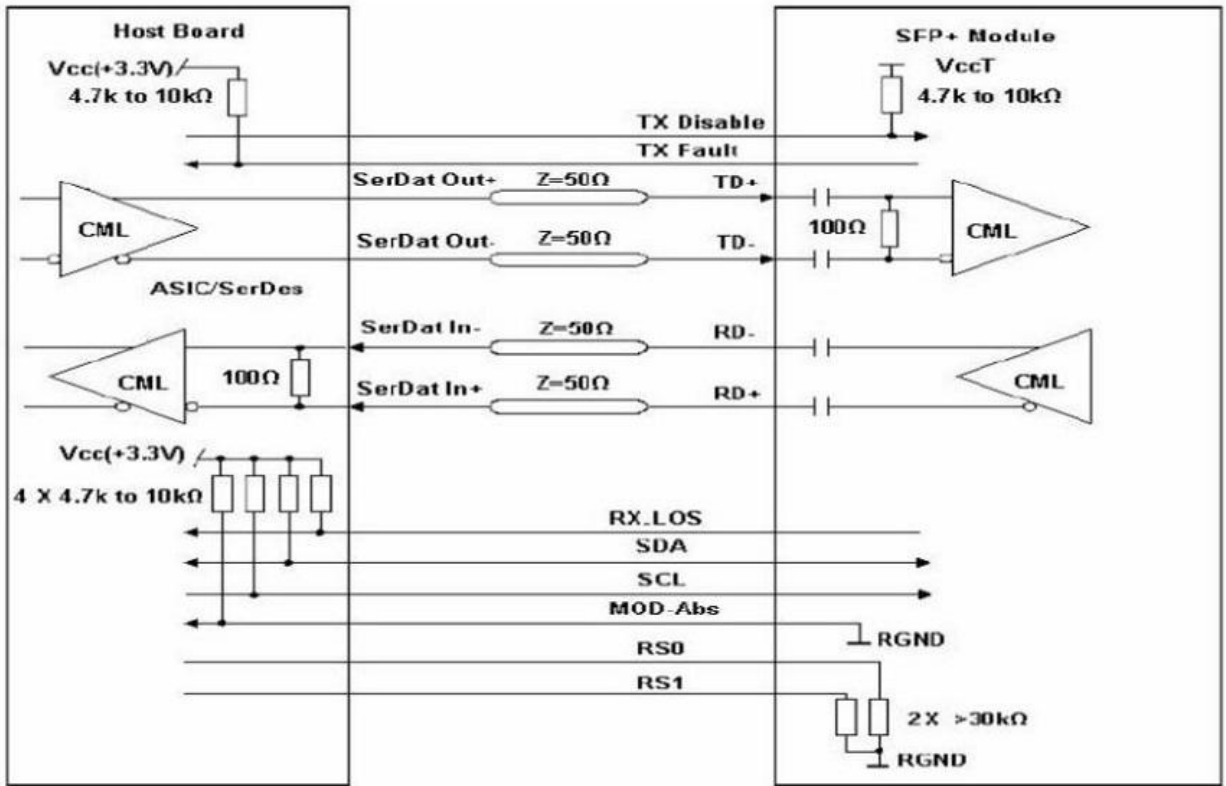 Host Board
SFP+ Module
Vcc(+3.3V)
4.7k to 10kΩ
VccT
4.7k to 10kΩ
TX Disable
TX Fault
SerDat Out+
Z=50Ω
TD+
CML
100Ω
CML
SerDat Out-
Z=50Ω
TD-
ASIC/SerDes
SerDat In-
Z=50Ω
RD-
CML
100Ω
SerDat In+
Z=50Ω
RD+
CML
Vcc(+3.3V)
4 X 4.7k to 10kΩ
RX_LOS
SDA
SCL
MOD-Abs
RGND
RS0
RS1
2X >30kΩ
RGND